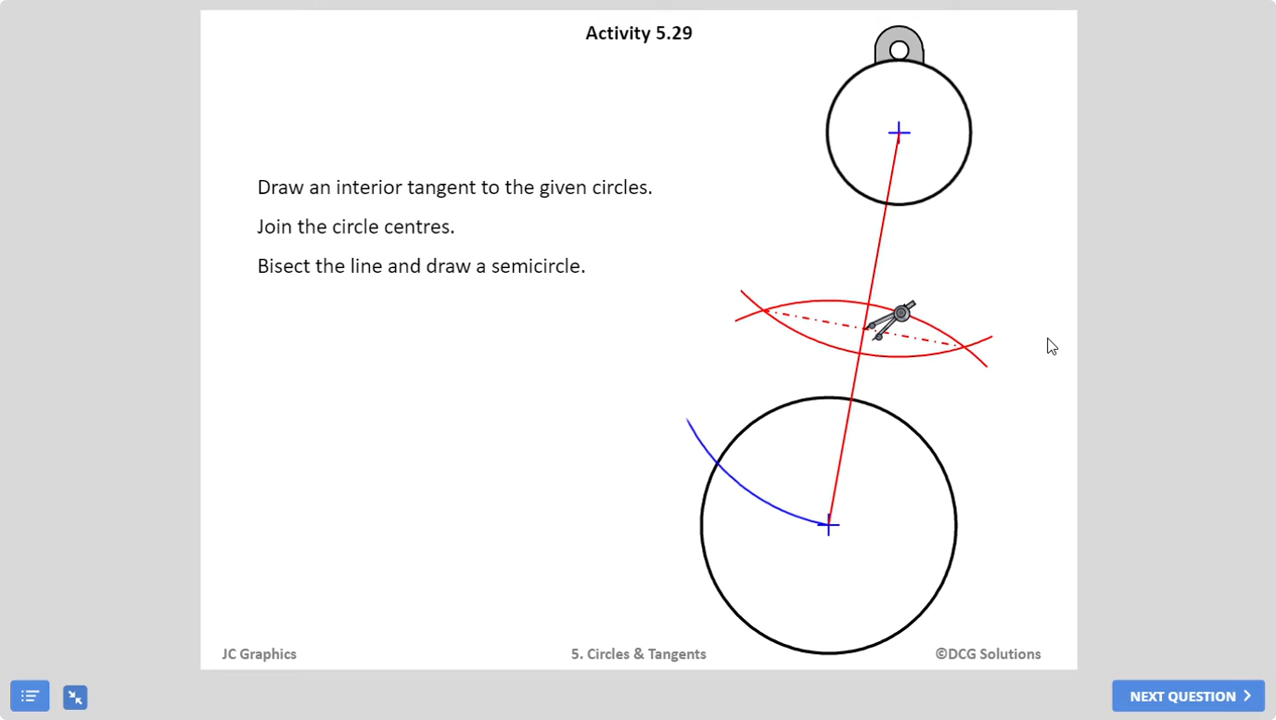 Activity 5.29
Draw an interior tangent to the given circles.
Join the circle centres.
Bisect the line and draw a semicircle.
JC Graphics
5. Circles & Tangents
©DCG Solutions
NEXT QUESTION